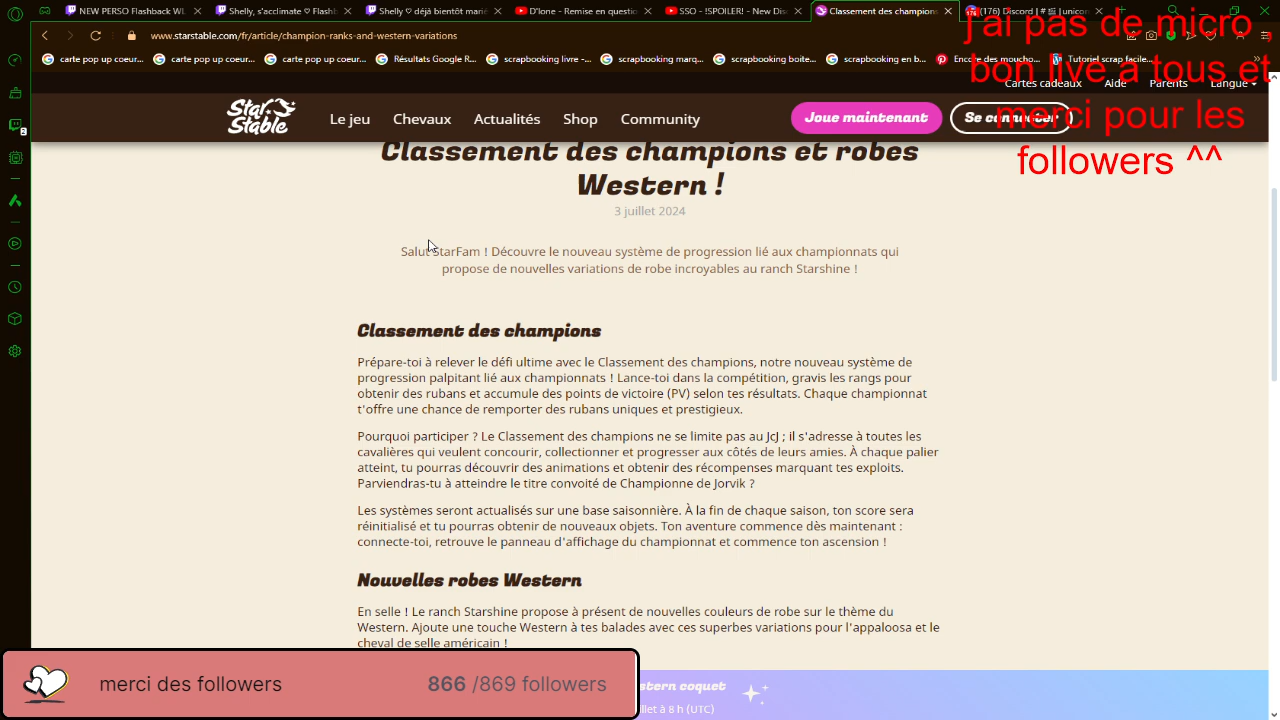 NEW PERSO Flashback WL
Shelly, s'acclimate ♡ Flashb
Shelly ♡ déjà bientôt marié
D'lone - Remise en question
SSO - !SPOILER! - New Dis
Classement des champions
(176) Discord | # unicorn
www.starstable.com/fr/article/champion-ranks-and-western-variations
carte pop up coeur...
carte pop up coeur...
carte pop up coeur...
Résultats Google R...
scrapbooking livre -...
scrapbooking marq...
scrapbooking boite...
scrapbooking en b...
Encre des moucho...
Tutoriel scrap facile...
j'ai pas de micro ,
bon live a tous et
merci pour les
followers ^^
Cartes cadeaux
Aide
Parents
Langue
Star Stable
Le jeu
Chevaux
Actualités
Shop
Community
Joue maintenant
Se connecter
Classement des champions et robes
Western !
3 juillet 2024
Salut StarFam ! Découvre le nouveau système de progression lié aux championnats qui
propose de nouvelles variations de robe incroyables au ranch Starshine !
Classement des champions
Prépare-toi à relever le défi ultime avec le Classement des champions, notre nouveau système de
progression palpitant lié aux championnats ! Lance-toi dans la compétition, gravis les rangs pour
obtenir des rubans et accumule des points de victoire (PV) selon tes résultats. Chaque championnat
t'offre une chance de remporter des rubans uniques et prestigieux.
Pourquoi participer ? Le Classement des champions ne se limite pas au JcJ ; il s'adresse à toutes les
cavalières qui veulent concourir, collectionner et progresser aux côtés de leurs amies. À chaque palier
atteint, tu pourras découvrir des animations et obtenir des récompenses marquant tes exploits.
Parviendras-tu à atteindre le titre convoité de Championne de Jorvik ?
Les systèmes seront actualisés sur une base saisonnière. À la fin de chaque saison, ton score sera
réinitialisé et tu pourras obtenir de nouveaux objets. Ton aventure commence dès maintenant :
connecte-toi, retrouve le panneau d'affichage du championnat et commence ton ascension !
Nouvelles robes Western
En selle ! Le ranch Starshine propose à présent de nouvelles couleurs de robe sur le thème du
Western. Ajoute une touche Western à tes balades avec ces superbes variations pour l'appaloosa et le
cheval de selle américain !
merci des followers
866 /869 followers
stern coquet
illet à 8 h (UTC)